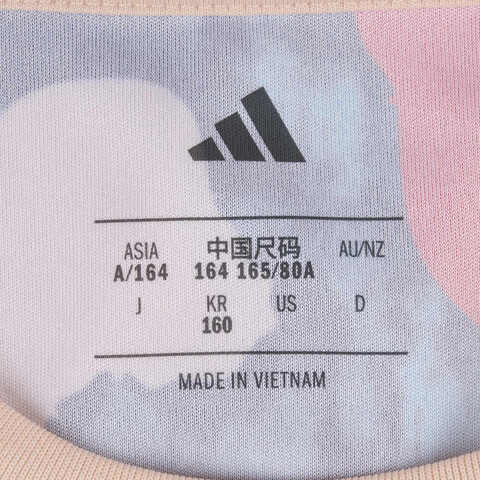 ASIA 中国尺码 AU/NZ
A/164 164 165/80A
J KR US D
160
MADE IN VIETNAM